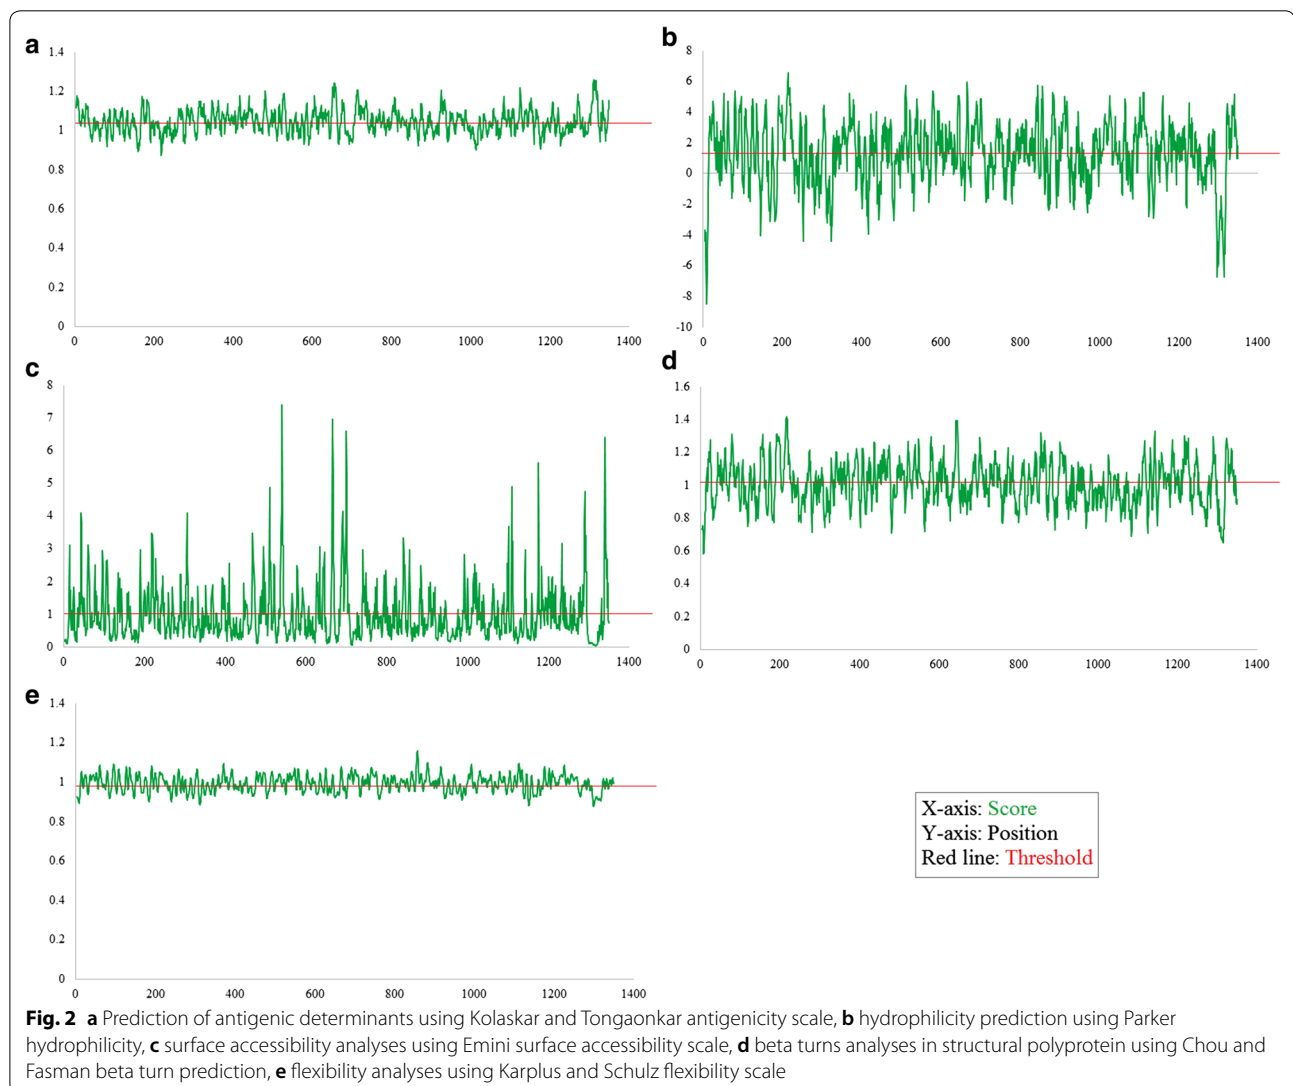 a
1.4
1.2
1
0.8
0.6
0.4
0.2
0
0 200 400 600 800 1000 1200 1400
b
8
6
4
2
0
-2
-4
-6
-8
-10
0 200 400 600 800 1000 1200 1400
c
8
7
6
5
4
3
2
1
0
0 200 400 600 800 1000 1200 1400
d
1.6
1.4
1.2
1
0.8
0.6
0.4
0.2
0
0 200 400 600 800 1000 1200 1400
e
1.4
1.2
1
0.8
0.6
0.4
0.2
0
0 200 400 600 800 1000 1200 1400
X-axis: Score
Y-axis: Position
Red line: Threshold
Fig. 2 a Prediction of antigenic determinants using Kolaskar and Tongaonkar antigenicity scale, b hydrophilicity prediction using Parker
hydrophilicity, c surface accessibility analyses using Emini surface accessibility scale, d beta turns analyses in structural polyprotein using Chou and
Fasman beta turn prediction, e flexibility analyses using Karplus and Schulz flexibility scale